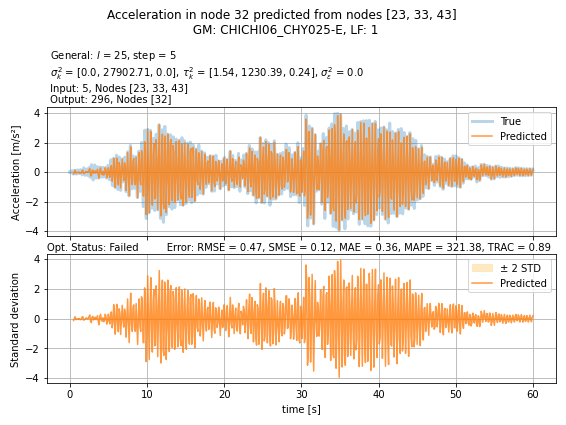 Acceleration in node 32 predicted from nodes [23, 33, 43]
GM: CHICHI06_CHY025-E, LF: 1
General: l = 25, step = 5
σ²ₖ = [0.0, 27902.71, 0.0], τ²ₖ = [1.54, 1230.39, 0.24], σ²ₑ = 0.0
Input: 5, Nodes [23, 33, 43]
Output: 296, Nodes [32]
Acceleration [m/s²]
4
2
0
−2
−4
True
Predicted
Opt. Status: Failed
Error: RMSE = 0.47, SMSE = 0.12, MAE = 0.36, MAPE = 321.38, TRAC = 0.89
Standard deviation
4
2
0
−2
−4
± 2 STD
Predicted
0 10 20 30 40 50 60
time [s]